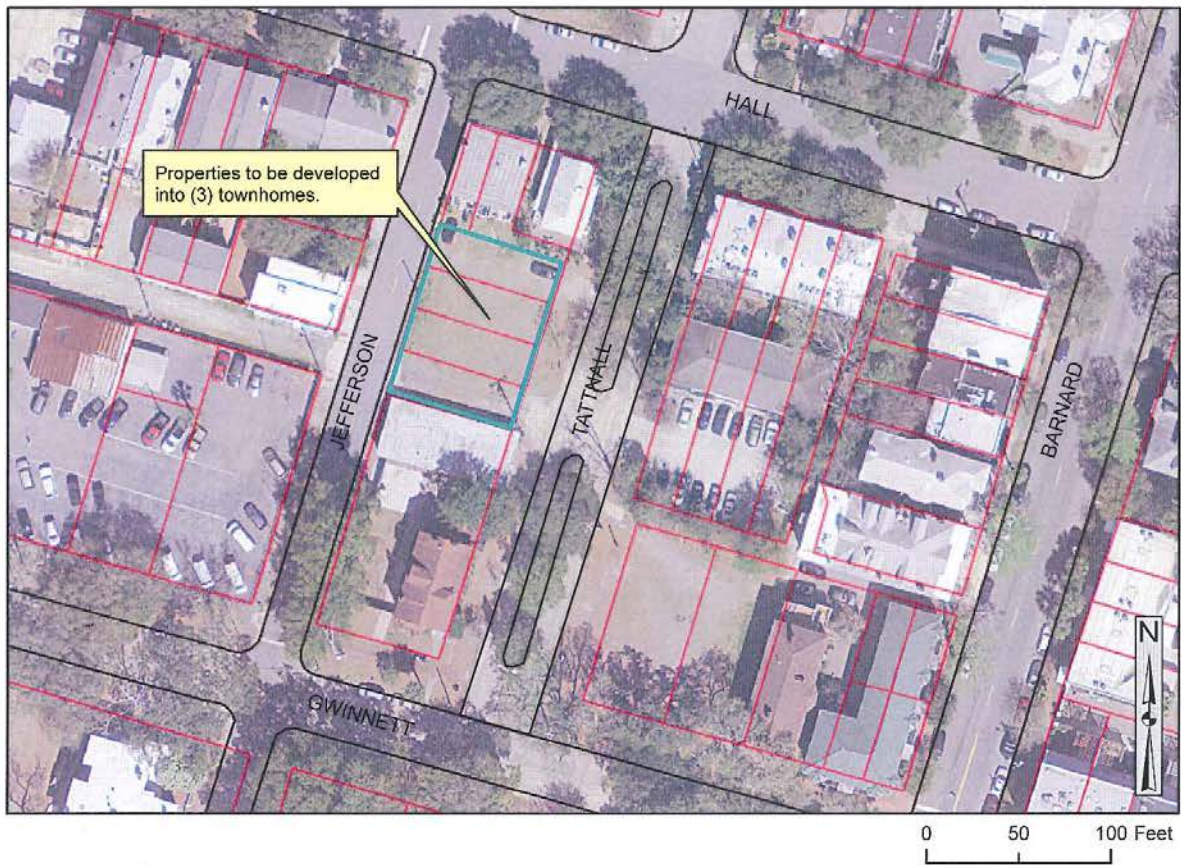 HALL
Properties to be developed
into (3) townhomes.
JEFFERSON
TATTNALL
BARNARD
GWINNETT
N
0 50 100 Feet